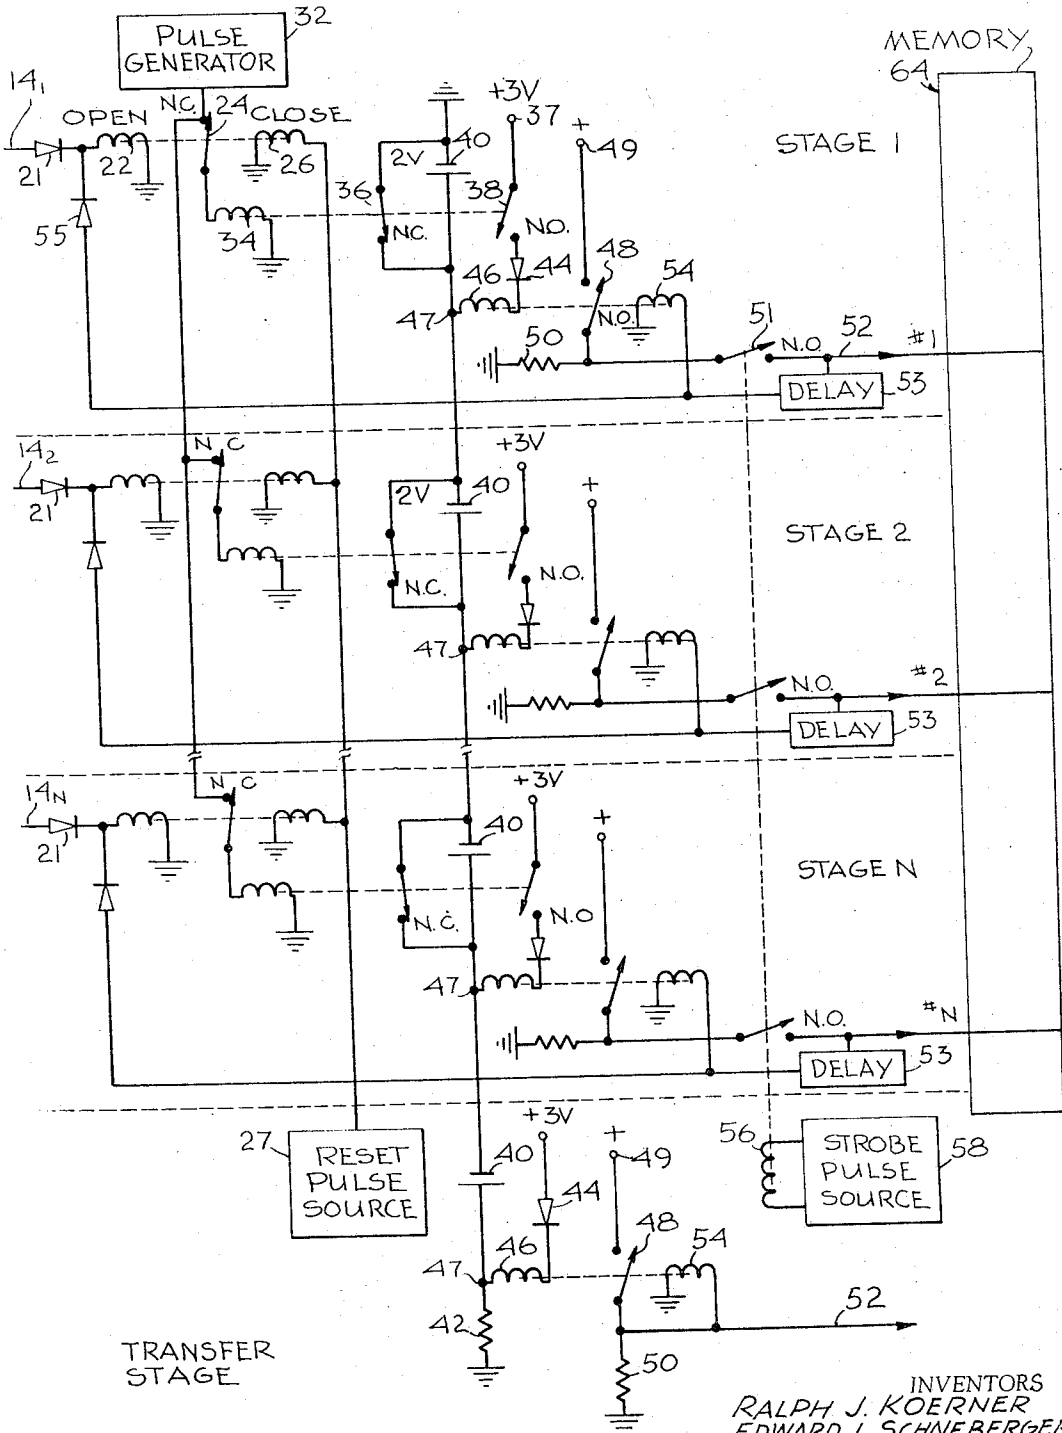 PULSE
GENERATOR
32
MEMORY
64
14₁
OPEN
N.C.
24
CLOSE
+3V
37
+
49
STAGE 1
21
22
26
2V
40
36
38
55
34
N.C.
N.O.
44
48
46
54
47
N.O.
50
51
N.O.
52
#1
DELAY
53
14₂
N C
+3V
21
2V
40
+
STAGE 2
N.C.
N.O.
47
N.O.
#2
DELAY
53
14N
N C
+3V
21
40
+
STAGE N
N.C.
N.O
47
N.O.
#N
DELAY
53
27
RESET
PULSE
SOURCE
+3V
+
49
40
44
56
STROBE
PULSE
SOURCE
58
46
48
54
47
42
52
50
TRANSFER
STAGE
INVENTORS
RALPH J. KOERNER
EDWARD L. SCHNEBERGER